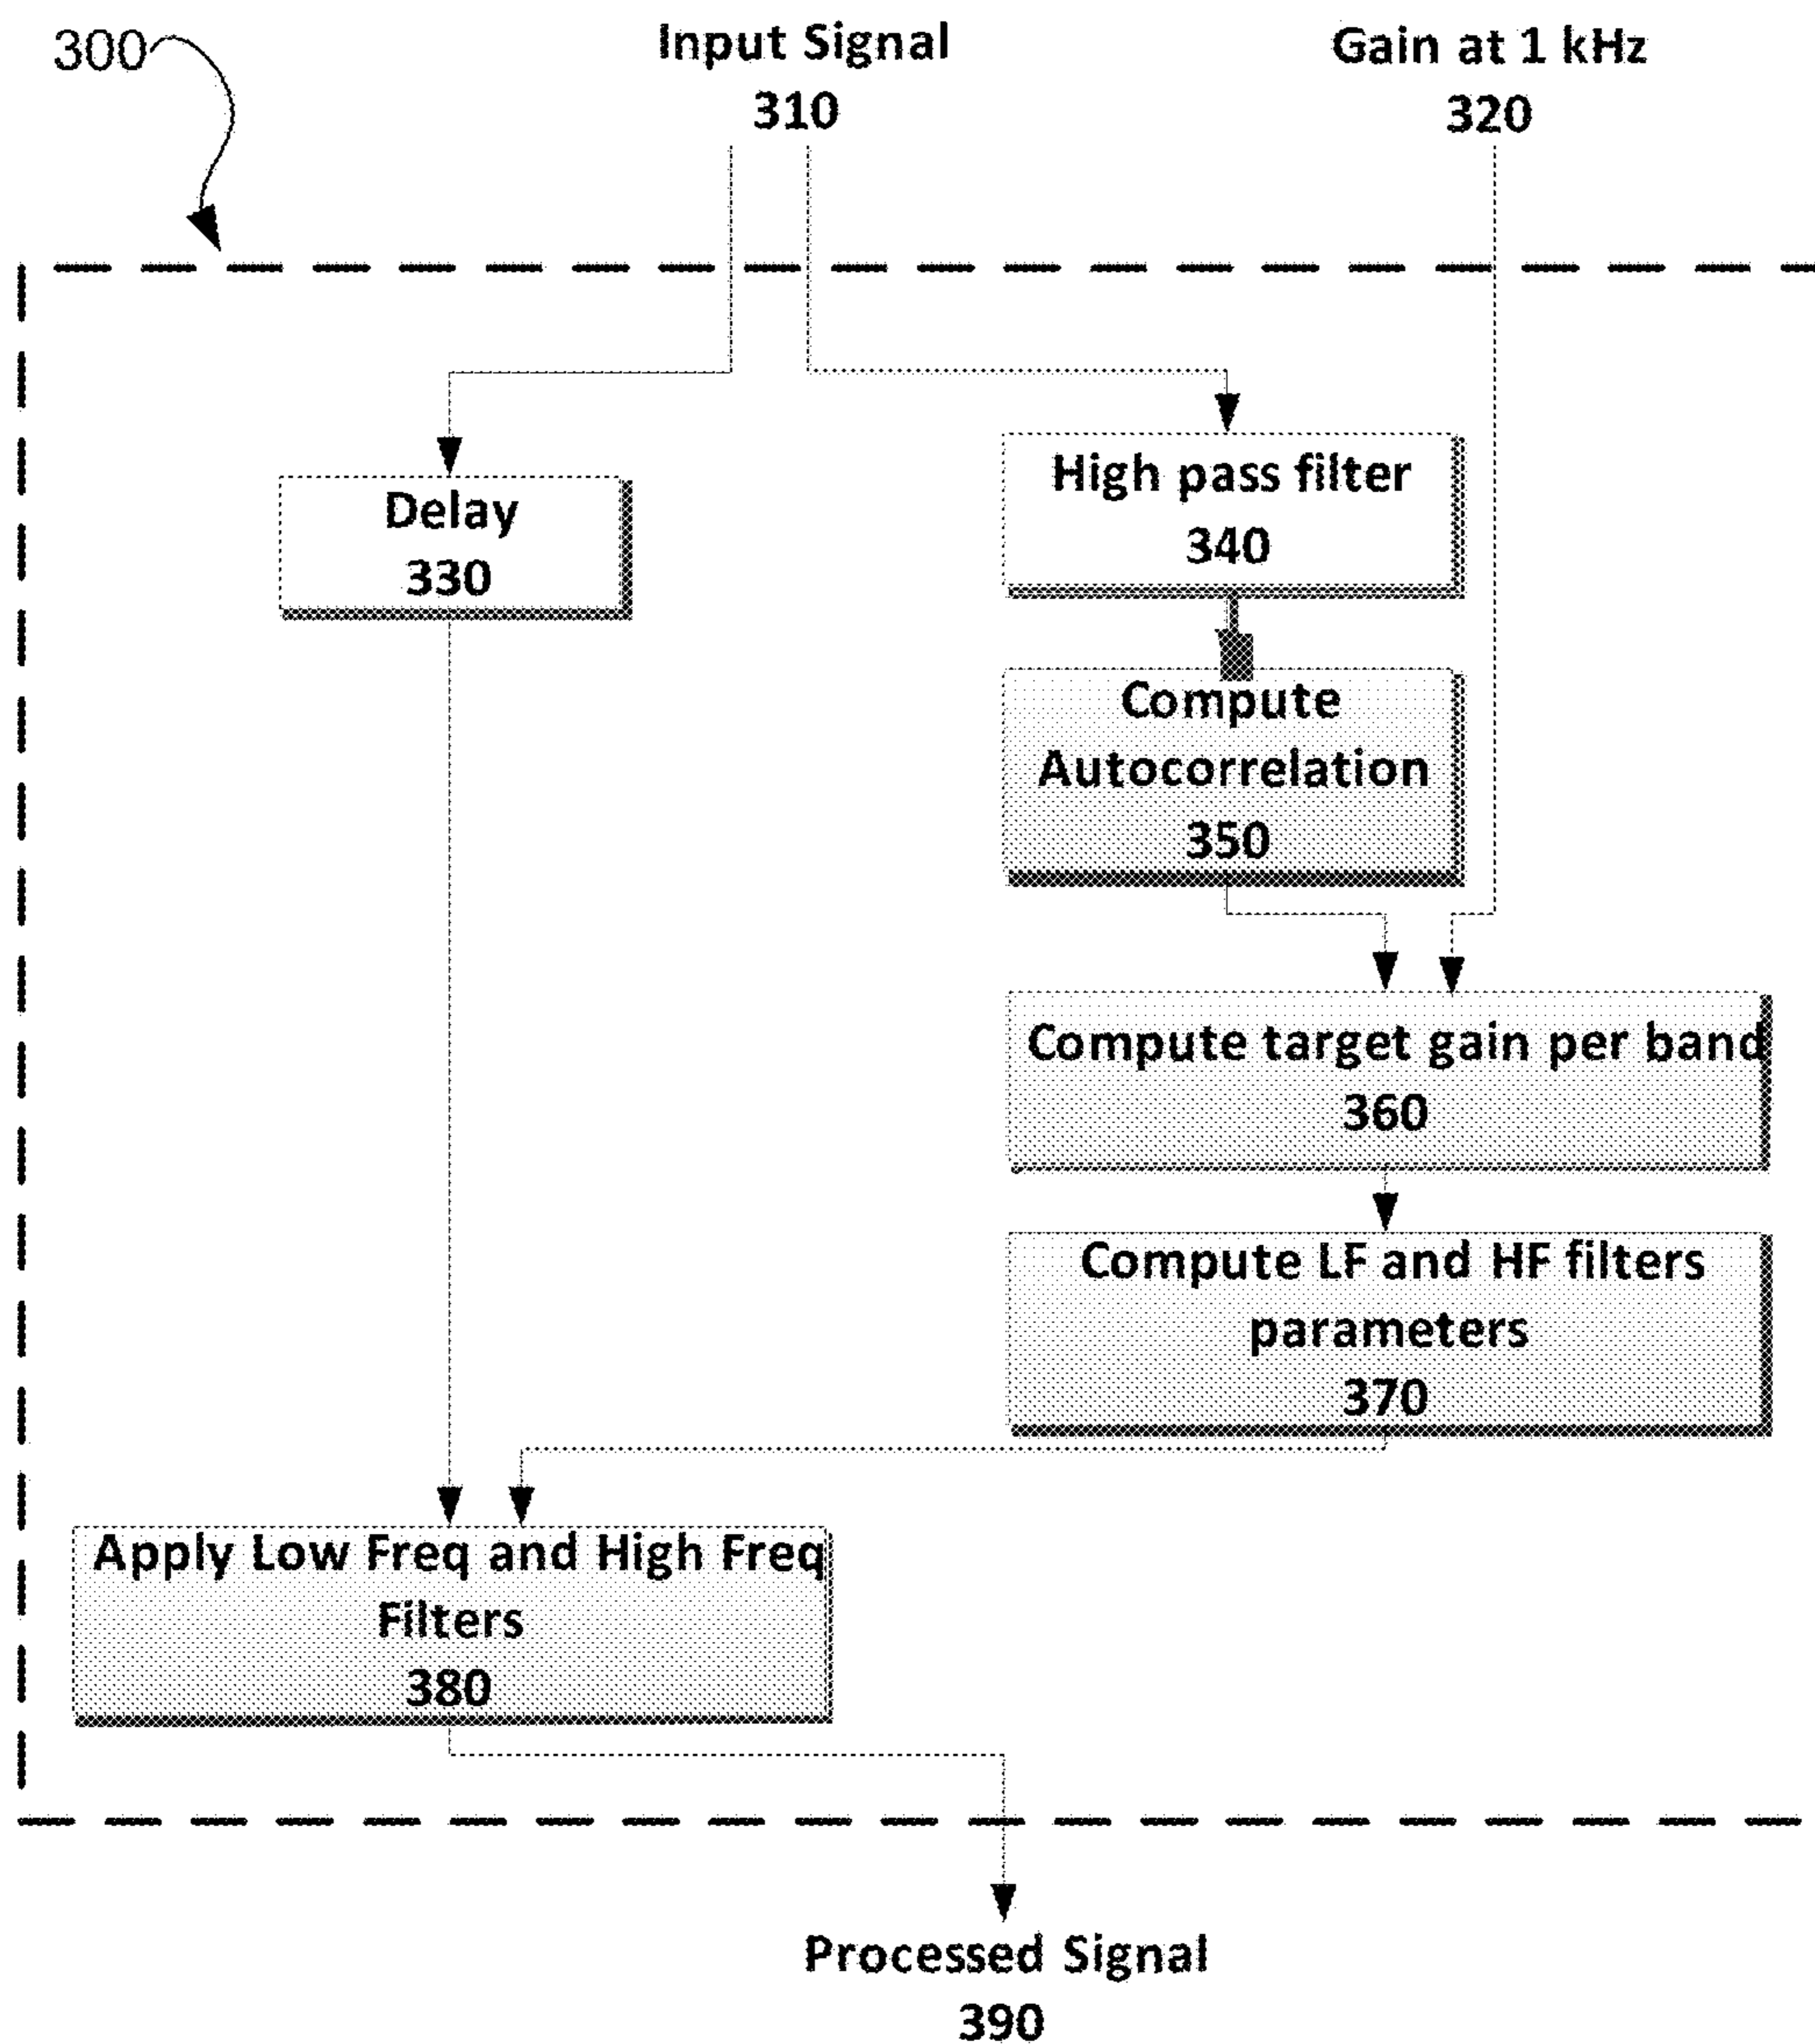 300
Input Signal
310
Gain at 1 kHz
320
Delay
330
High pass filter
340
Compute
Autocorrelation
350
Compute target gain per band
360
Compute LF and HF filters
parameters
370
Apply Low Freq and High Freq
Filters
380
Processed Signal
390